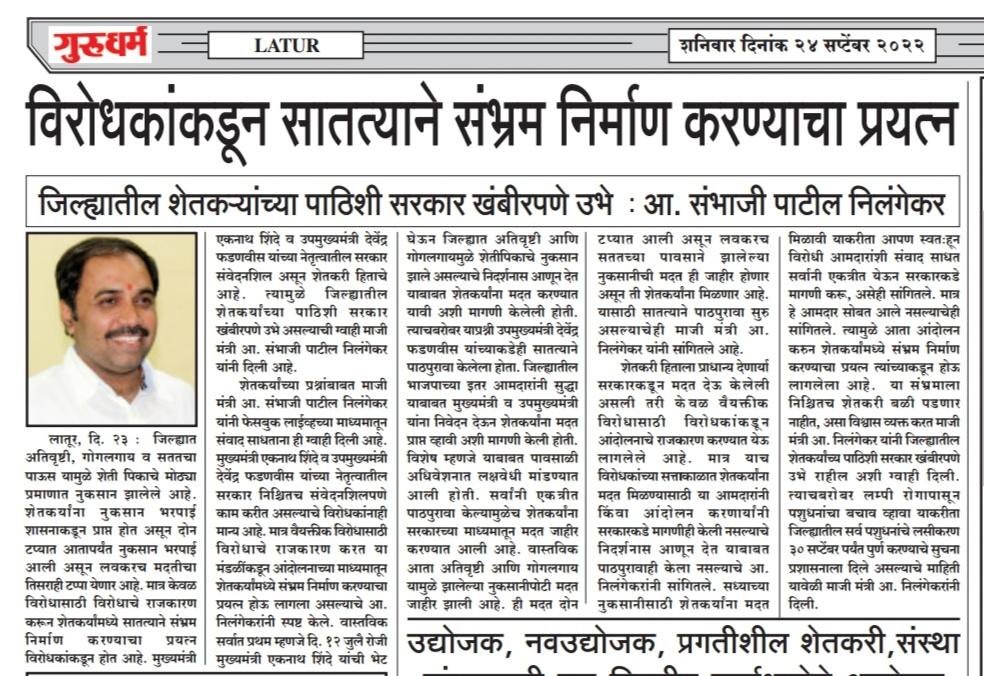 गुरुधर्म
LATUR
शनिवार दिनांक २४ सप्टेंबर २०२२
विरोधकांकडून सातत्याने संभ्रम निर्माण करण्याचा प्रयत्न
जिल्ह्यातील शेतकऱ्यांच्या पाठिशी सरकार खंबीरपणे उभे : आ. संभाजी पाटील निलंगेकर
लातूर, दि. २३ : जिल्ह्यात
अतिवृष्टी, गोगलगाय व सततचा
पाऊस यामुळे शेती पिकाचे मोठ्या
प्रमाणात नुकसान झालेले आहे.
शेतकर्यांना नुकसान भरपाई
शासनाकडून प्राप्त होत असून दोन
टप्यात आतापर्यंत नुकसान भरपाई
आली असून लवकरच मदतीचा
तिसराही टप्पा येणार आहे. मात्र केवळ
विरोधासाठी विरोधाचे राजकारण
करून शेतकर्यांमध्ये सातत्याने संभ्रम
निर्माण करण्याचा प्रयत्न
विरोधकांकडून होत आहे. मुख्यमंत्री
एकनाथ शिंदे व उपमुख्यमंत्री देवेंद्र
फडणवीस यांच्या नेतृत्वातील सरकार
संवेदनशिल असून शेतकरी हिताचे
आहे. त्यामुळे जिल्ह्यातील
शेतकर्यांच्या पाठिशी सरकार
खंबीरपणे उभे असल्याची ग्वाही माजी
मंत्री आ. संभाजी पाटील निलंगेकर
यांनी दिली आहे.
शेतकर्यांच्या प्रश्नांबाबत माजी
मंत्री आ. संभाजी पाटील निलंगेकर
यांनी फेसबुक लाईव्हच्या माध्यमातून
संवाद साधताना ही ग्वाही दिली आहे.
मुख्यमंत्री एकनाथ शिंदे व उपमुख्यमंत्री
देवेंद्र फडणवीस यांच्या नेतृत्वातील
सरकार निश्चितच संवेदनशिलपणे
काम करीत असल्याचे विरोधकांनाही
मान्य आहे. मात्र वैयक्तीक विरोधासाठी
विरोधाचे राजकारण करत या
मंडळींकडून आंदोलनाच्या माध्यमातून
शेतकर्यांमध्ये संभ्रम निर्माण करण्याचा
प्रयत्न होऊ लागला असल्याचे आ.
निलंगेकरांनी स्पष्ट केले. वास्तविक
सर्वात प्रथम म्हणजे दि. १२ जुलै रोजी
मुख्यमंत्री एकनाथ शिंदे यांची भेट
घेऊन जिल्ह्यात अतिवृष्टी आणि
गोगलगायमुळे शेतीपिकाचे नुकसान
झाले असल्याचे निदर्शनास आणून देत
याबाबत शेतकर्यांना मदत करण्यात
यावी अशी मागणी केलेली होती.
त्याचबरोबर याप्रश्नी उपमुख्यमंत्री देवेंद्र
फडणवीस यांच्याकडेही सातत्याने
पाठपुरावा केलेला होता. जिल्ह्यातील
भाजपाच्या इतर आमदारांनी सुद्धा
याबाबत मुख्यमंत्री व उपमुख्यमंत्री
यांना निवेदन देऊन शेतकर्यांना मदत
प्राप्त व्हावी अशी मागणी केली होती.
विशेष म्हणजे याबाबत पावसाळी
अधिवेशनात लक्षवेधी मांडण्यात
आली होती. सर्वांनी एकत्रीत
पाठपुरावा केल्यामुळेच शेतकर्यांना
सरकारच्या माध्यमातून मदत जाहीर
करण्यात आली आहे. वास्तविक
आता अतिवृष्टी आणि गोगलगाय
यामुळे झालेल्या नुकसानीपोटी मदत
जाहीर झाली आहे. ही मदत दोन
टप्यात आली असून लवकरच
सततच्या पावसाने झालेल्या
नुकसानीची मदत ही जाहीर होणार
असून ती शेतकर्यांना मिळणार आहे.
यासाठी सातत्याने पाठपुरावा सुरु
असल्याचेही माजी मंत्री आ.
निलंगेकर यांनी सांगितले आहे.
शेतकरी हिताला प्राधान्य देणार्या
सरकारकडून मदत देऊ केलेली
असली तरी केवळ वैयक्तीक
विरोधासाठी विरोधकांकडून
आंदोलनाचे राजकारण करण्यात येऊ
लागलेले आहे. मात्र याच
विरोधकांच्या सत्ताकाळात शेतकर्यांना
मदत मिळण्यासाठी या आमदारांनी
किंवा आंदोलन करणार्यांनी
सरकारकडे मागणीही केली नसल्याचे
निदर्शनास आणून देत याबाबत
पाठपुरावाही केला नसल्याचे आ.
निलंगेकरांनी सांगितले. सध्याच्या
नुकसानीसाठी शेतकर्यांना मदत
मिळावी याकरीता आपण स्वतःहून
विरोधी आमदारांशी संवाद साधत
सर्वांनी एकत्रीत येऊन सरकारकडे
मागणी करू, असेही सांगितले. मात्र
हे आमदार सोबत आले नसल्याचेही
सांगितले. त्यामुळे आता आंदोलन
करुन शेतकर्यांमध्ये संभ्रम निर्माण
करण्याचा प्रयत्न त्यांच्याकडून होऊ
लागलेला आहे. या संभ्रमाला
निश्चितच शेतकरी बळी पडणार
नाहीत, असा विश्वास व्यक्त करत माजी
मंत्री आ. निलंगेकर यांनी जिल्ह्यातील
शेतकर्यांच्या पाठिशी सरकार खंबीरपणे
उभे राहील अशी ग्वाही दिली.
त्याचबरोबर लम्पी रोगापासून
पशुधनांचा बचाव व्हावा याकरीता
जिल्ह्यातील सर्व पशुधनांचे लसीकरण
३० सप्टेंबर पर्यंत पुर्ण करण्याचे सुचना
प्रशासनाला दिले असल्याचे माहिती
यावेळी माजी मंत्री आ. निलंगेकरांनी
दिली.
उद्योजक, नवउद्योजक, प्रगतीशील शेतकरी,संस्था